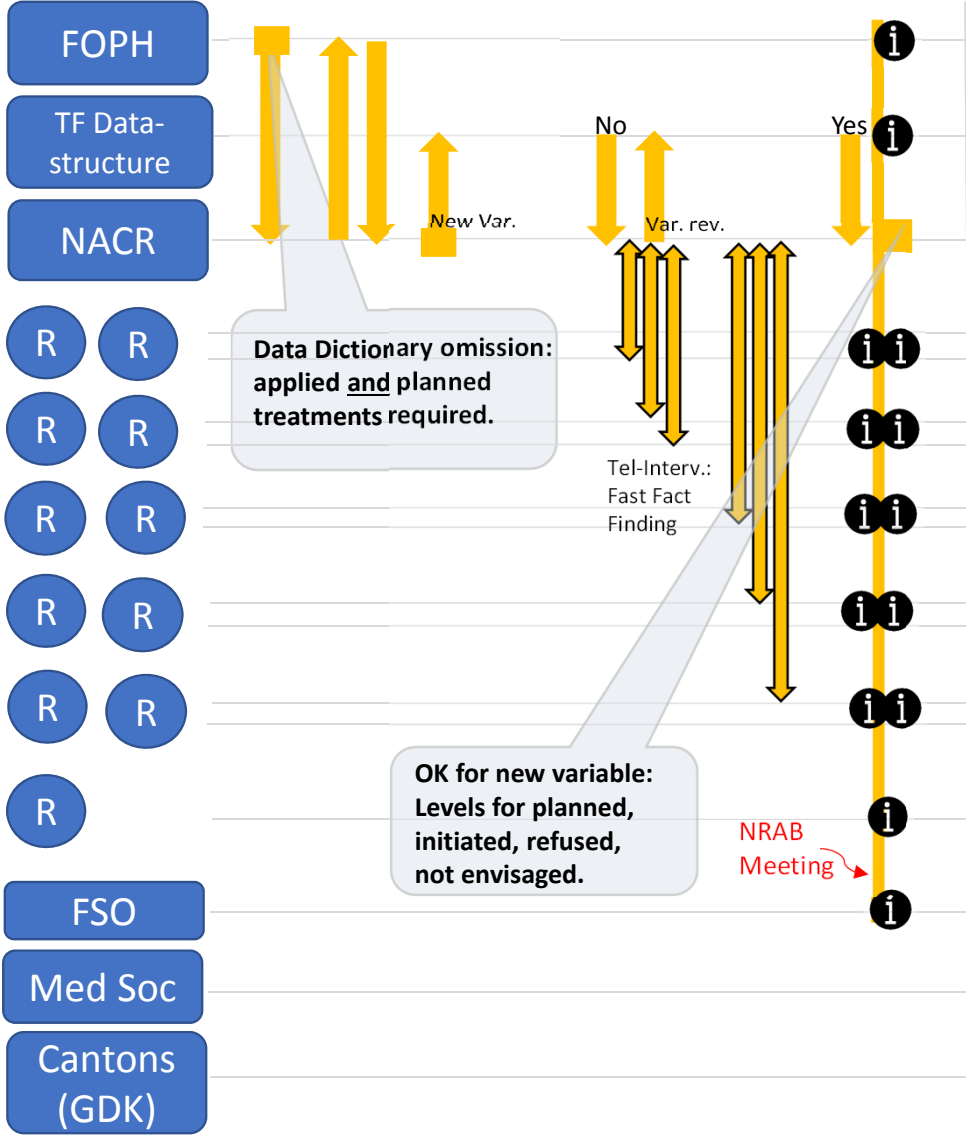 FOPH
TF Data-
structure
NACR
R R
R R
R R
R R
R R
R
FSO
Med Soc
Cantons
(GDK)
No
Yes
New Var.
Var. rev.
Data Dictionary omission:
applied and planned
treatments required.
Tel-Interv.:
Fast Fact
Finding
OK for new variable:
Levels for planned,
initiated, refused,
not envisaged.
NRAB
Meeting
i
i
i i
i i
i i
i i
i i
i
i